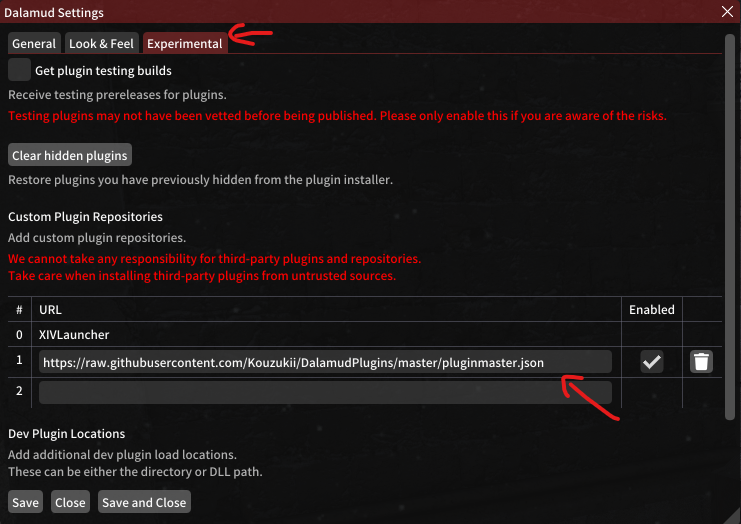 Dalamud Settings
General Look & Feel Experimental
Get plugin testing builds
Receive testing prereleases for plugins.
Testing plugins may not have been vetted before being published. Please only enable this if you are aware of the risks.
Clear hidden plugins
Restore plugins you have previously hidden from the plugin installer.
Custom Plugin Repositories
Add custom plugin repositories.
We cannot take any responsibility for third-party plugins and repositories.
Take care when installing third-party plugins from untrusted sources.
# URL Enabled
0 XIVLauncher
1 https://raw.githubusercontent.com/Kouzukii/DalamudPlugins/master/pluginmaster.json
2
Dev Plugin Locations
Add additional dev plugin load locations.
These can be either the directory or DLL path.
Save Close Save and Close